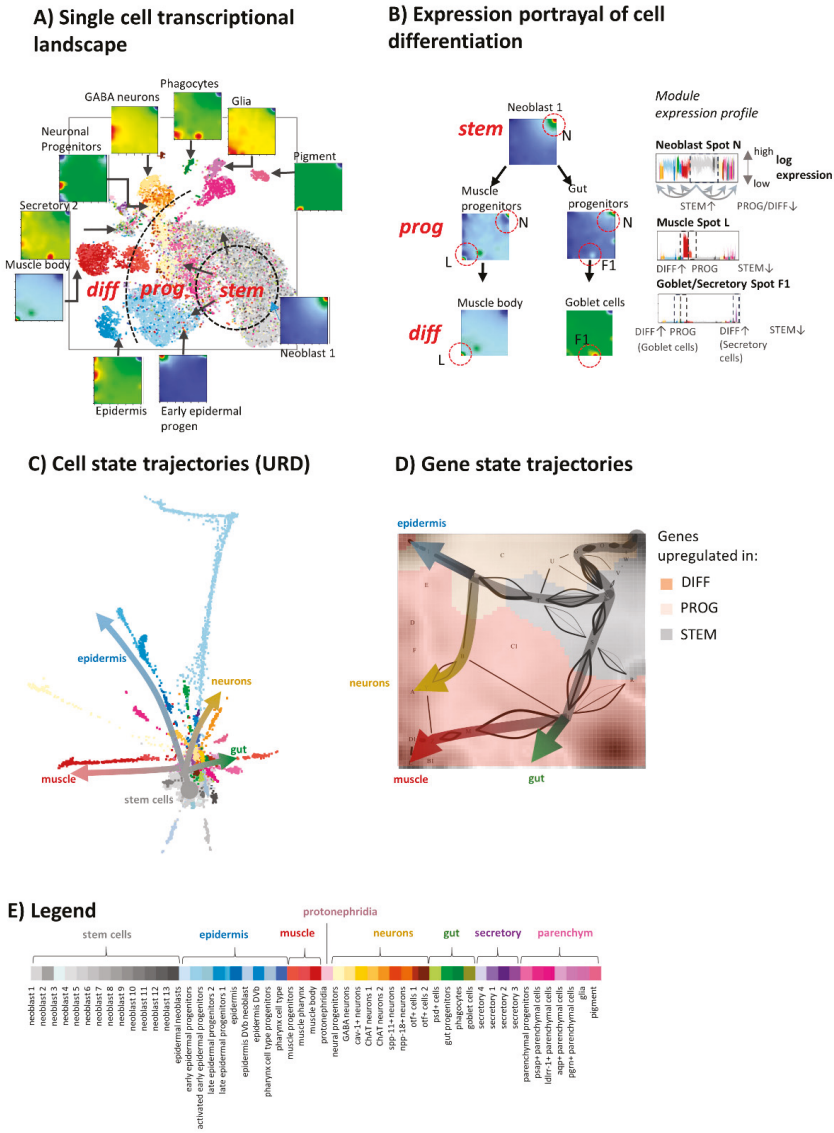 A) Single cell transcriptional
landscape
B) Expression portrayal of cell
differentiation
Phagocytes
GABA neurons
Glia
Neuronal
Progenitors
Pigment
Secretory 2
Muscle body
diff
prog
stem
Neoblast 1
Epidermis
Early epidermal
progen
Neoblast 1
stem
N
Muscle
progenitors
Gut
progenitors
prog
N
N
L
F1
Muscle body
Goblet cells
diff
F1
L
Module
expression profile
Neoblast Spot N
high
log
expression
low
STEM↑ PROG/DIFF↓
Muscle Spot L
DIFF↑ PROG STEM↓
Goblet/Secretory Spot F1
DIFF↑ PROG
(Goblet cells)
DIFF↑
(Secretory
cells)
STEM↓
C) Cell state trajectories (URD)
epidermis
neurons
gut
muscle
stem cells
D) Gene state trajectories
epidermis
C
U
V
E
D
F
C1
A
R
D1
B1
neurons
muscle
gut
Genes
upregulated in:
DIFF
PROG
STEM
E) Legend
protonephridia
stem cells
epidermis
muscle
neurons
gut
secretory
parenchym
neoblast 1
neoblast 2
neoblast 3
neoblast 4
neoblast 5
neoblast 6
neoblast 7
neoblast 8
neoblast 9
neoblast 10
neoblast 11
neoblast 12
neoblast 13
epidermal neoblasts
early epidermal progenitors
activated early epidermal progenitors
late epidermal progenitors 2
late epidermal progenitors 1
epidermis
epidermis DVb neoblast
epidermis DVb
pharynx cell type progenitors
pharynx cell type
muscle progenitors
muscle pharynx
muscle body
protonephridia
neural progenitors
GABA neurons
cav-1+ neurons
ChAT neurons 1
ChAT neurons 2
spp-11+ neurons
npp-18+ neurons
otf+ cells 1
otf+ cells 2
psd+ cells
gut progenitors
phagocytes
goblet cells
secretory 4
secretory 1
secretory 2
secretory 3
parenchymal progenitors
psap+ parenchymal cells
ldlrr-1+ parenchymal cells
aqp+ parenchymal cells
pgrn+ parenchymal cells
glia
pigment